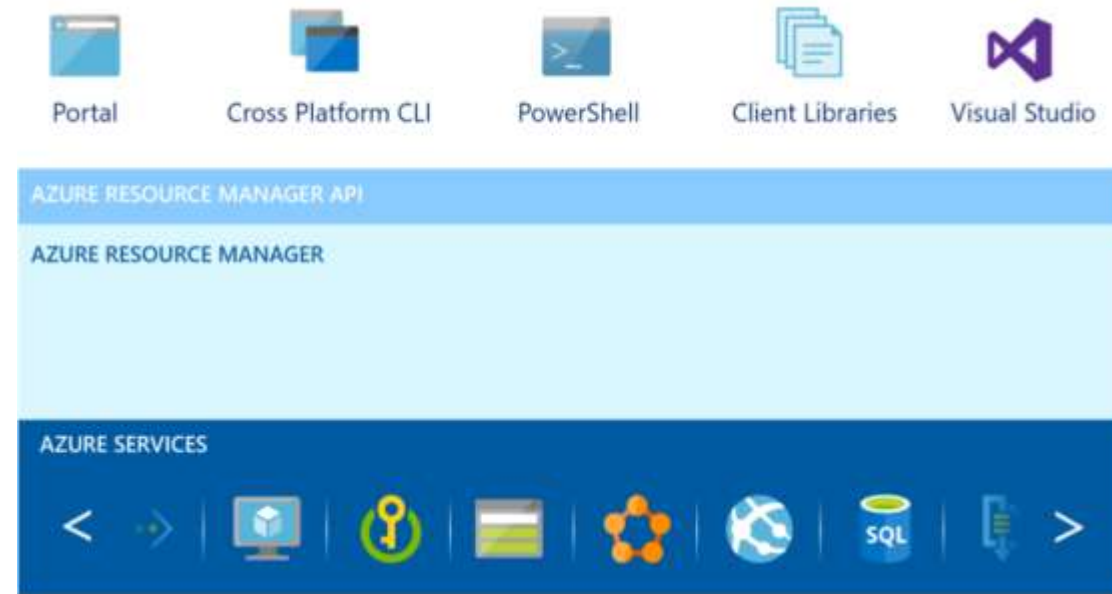 Portal
Cross Platform CLI
PowerShell
Client Libraries
Visual Studio
AZURE RESOURCE MANAGER API
AZURE RESOURCE MANAGER
AZURE SERVICES
SQL